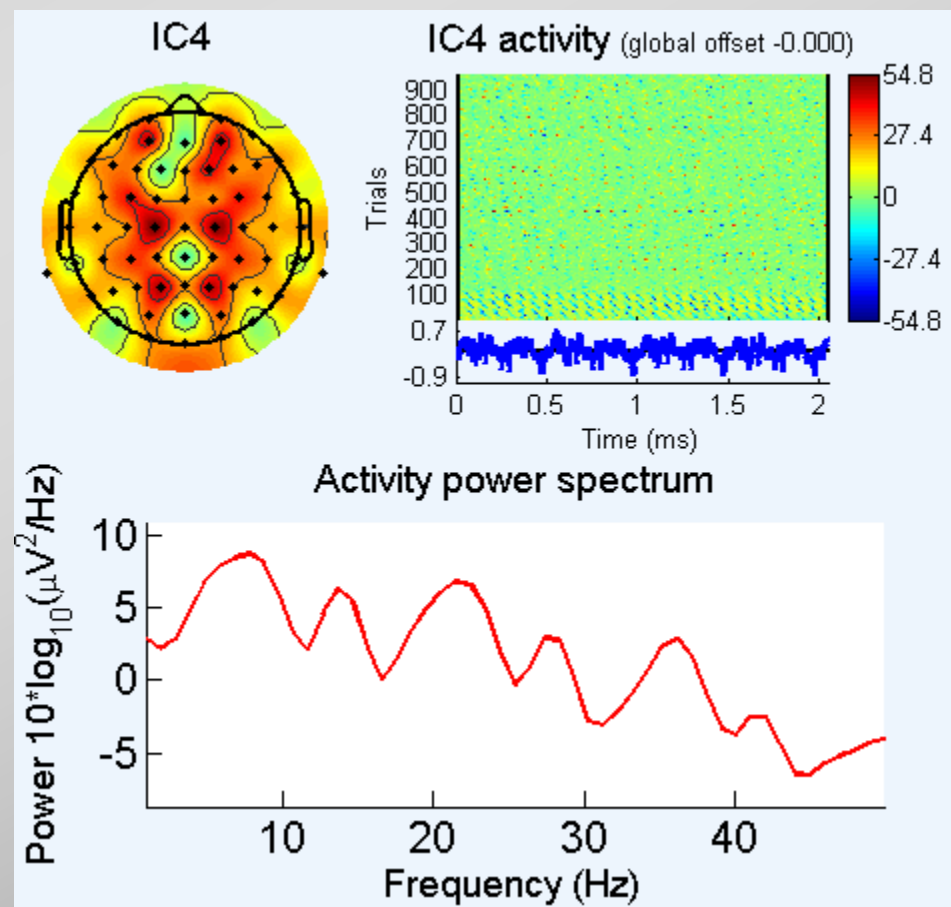 IC4
IC4 activity (global offset -0.000)
Trials
900
800
700
600
500
400
300
200
100
54.8
27.4
0
-27.4
-54.8
0.7
-0.9
0 0.5 1 1.5 2
Time (ms)
Activity power spectrum
Power 10*log10(μV²/Hz)
10
5
0
-5
10 20 30 40
Frequency (Hz)